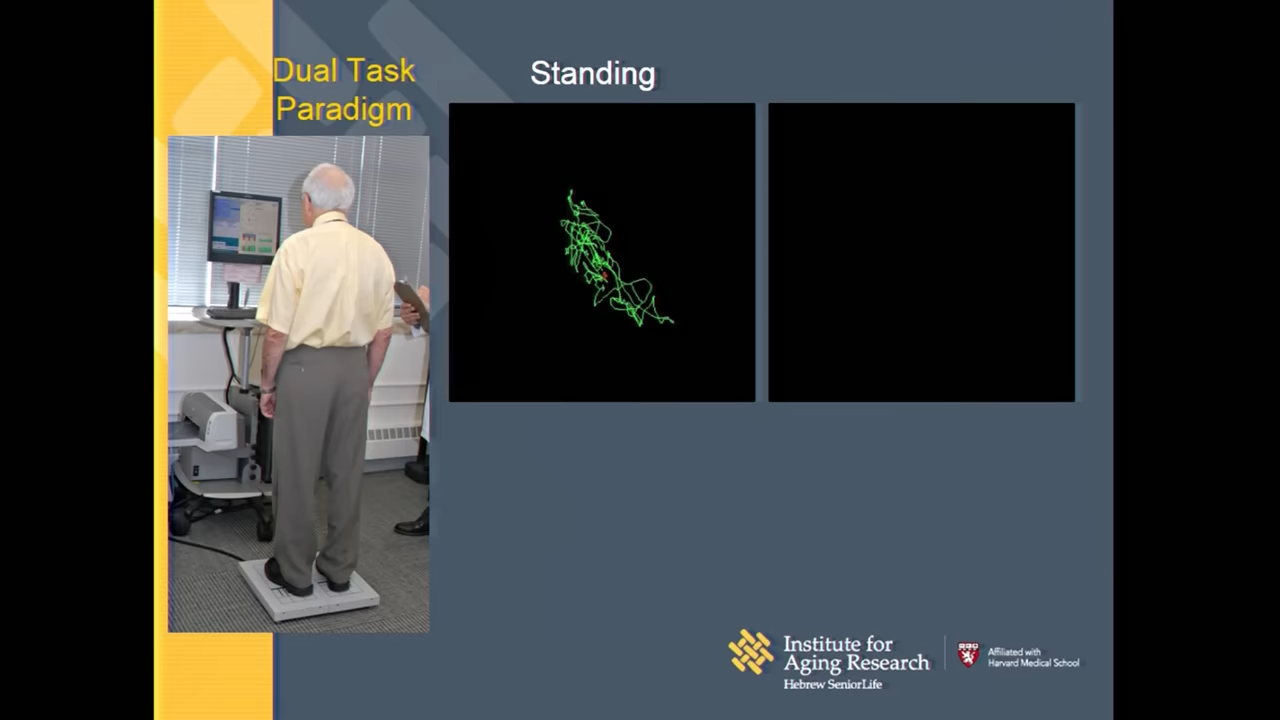 Dual Task
Paradigm
Standing
Institute for
Aging Research
Hebrew SeniorLife
Affiliated with
Harvard Medical School